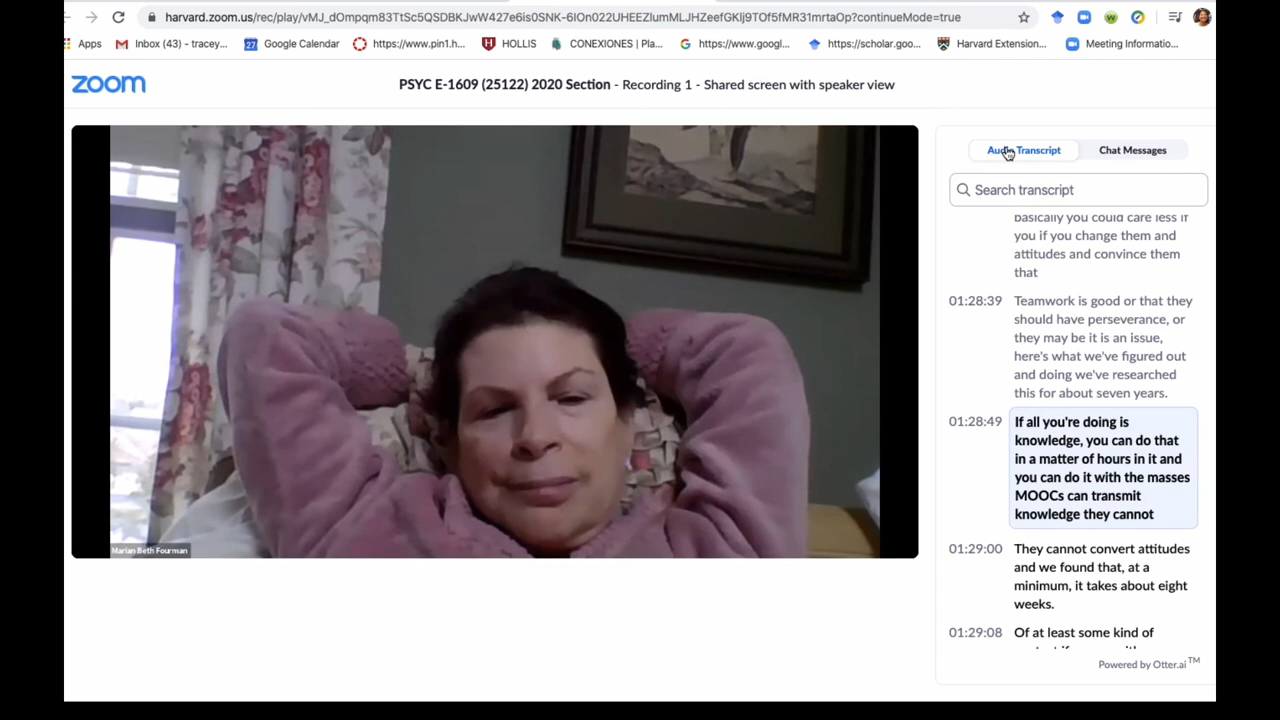 harvard.zoom.us/rec/play/vMJ_dOmpqm83TtSc5QSDBKJwW427e6is0SNK-6IOn022UHEEZlumMLJHZeefGKlj9TOf5fMR31mrtaOp?continueMode=true
Apps Inbox (43) - tracey... 27 Google Calendar https://www.pin1.h... HOLLIS CONEXIONES | Pla... https://www.googl... https://scholar.goo... Harvard Extension... Meeting Informatio...
zoom
PSYC E-1609 (25122) 2020 Section - Recording 1 - Shared screen with speaker view
Audio Transcript Chat Messages
Search transcript
basically you could care less if
you if you change them and
attitudes and convince them
that
01:28:39 Teamwork is good or that they
should have perseverance, or
they may be it is an issue,
here's what we've figured out
and doing we've researched
this for about seven years.
01:28:49 If all you're doing is
knowledge, you can do that
in a matter of hours in it and
you can do it with the masses
MOOCs can transmit
knowledge they cannot
01:29:00 They cannot convert attitudes
and we found that, at a
minimum, it takes about eight
weeks.
01:29:08 Of at least some kind of
Marian Beth Fourman
Powered by Otter.ai™